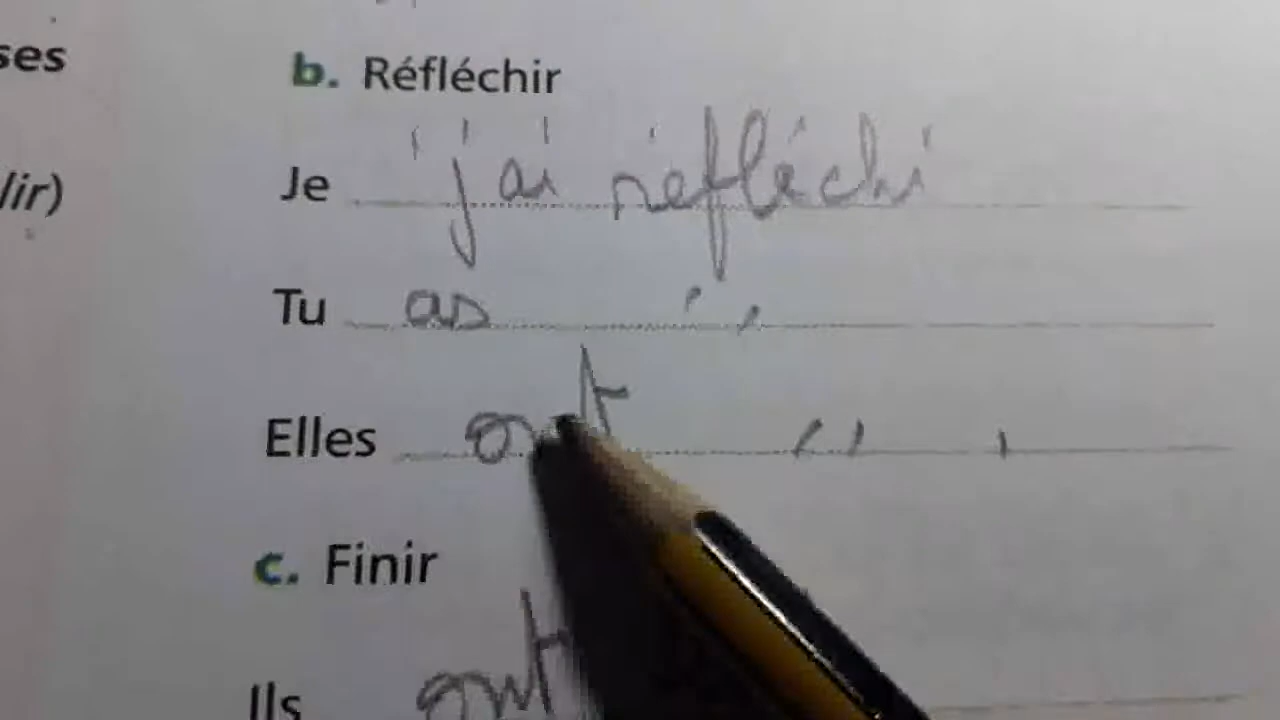 ses
b. Réfléchir
lir)
Je j'ai réfléchi
Tu as " "
Elles ont " "
c. Finir
Ils ont